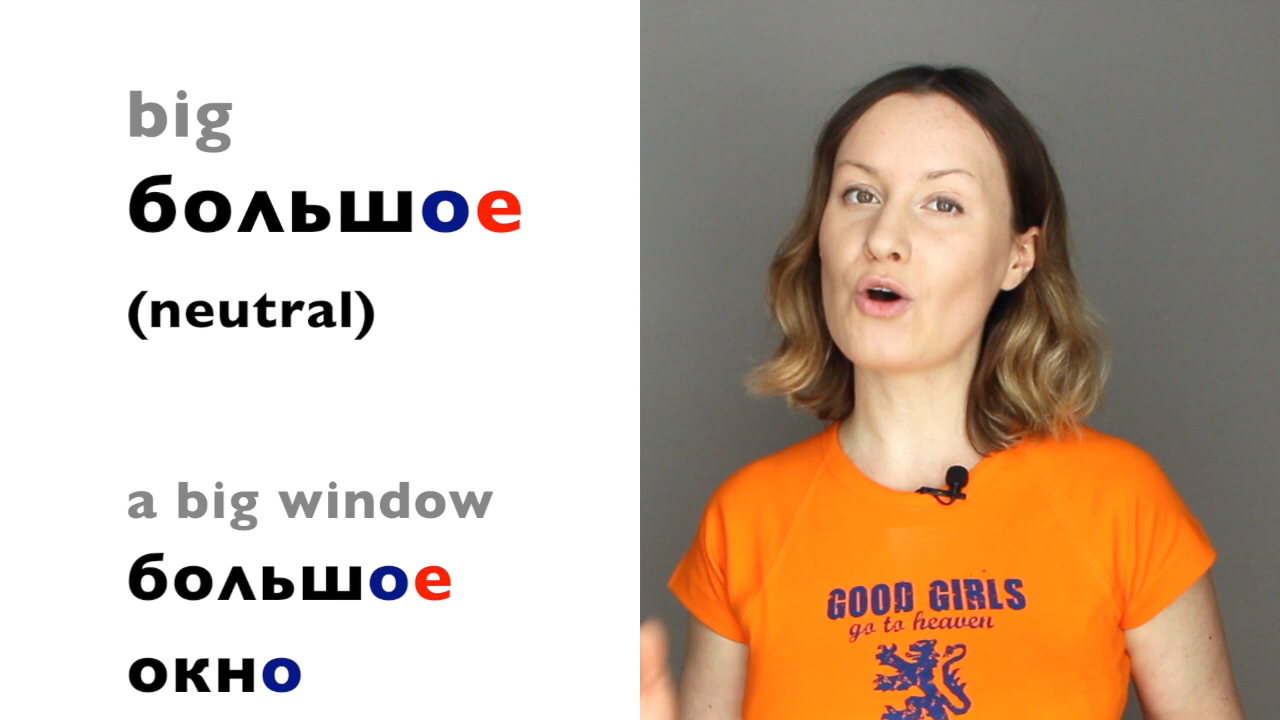 big
большое
(neutral)
a big window
большое
окно
GOOD GIRLS
go to heaven